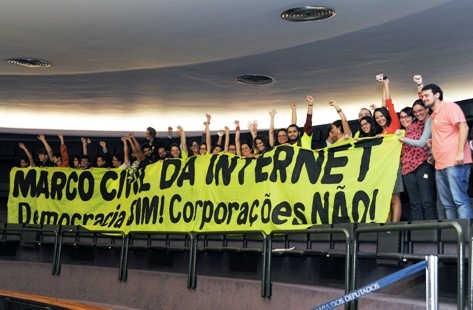 MARCO CIVIL DA INTERNET
Democracia SIM! Corporações NÃO!
DOS DEPUTADOS